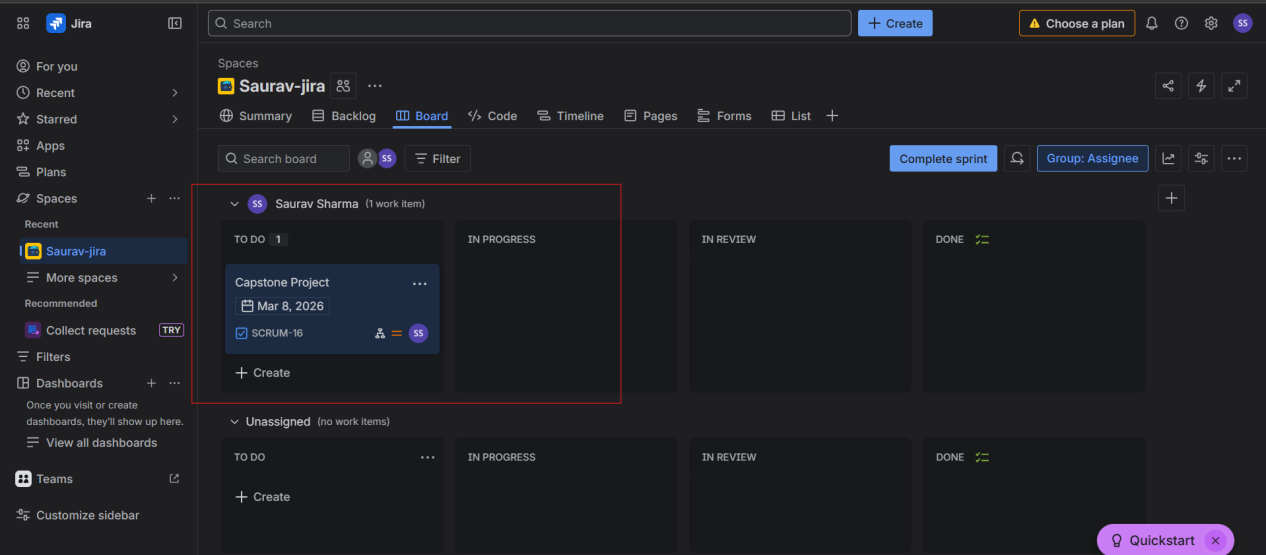 Jira
Search
Create
Choose a plan
SS
For you
Recent
Starred
Apps
Plans
Spaces
Recent
Saurav-jira
More spaces
Recommended
Collect requests TRY
Filters
Dashboards
Once you visit or create
dashboards, they'll show up here.
View all dashboards
Teams
Customize sidebar
Spaces
Saurav-jira
Summary Backlog Board Code Timeline Pages Forms List
Search board SS Filter Complete sprint Group: Assignee
SS Saurav Sharma (1 work item)
TO DO 1 IN PROGRESS IN REVIEW DONE
Capstone Project
Mar 8, 2026
SCRUM-16 SS
Create
Unassigned (no work items)
TO DO IN PROGRESS IN REVIEW DONE
Create
Quickstart